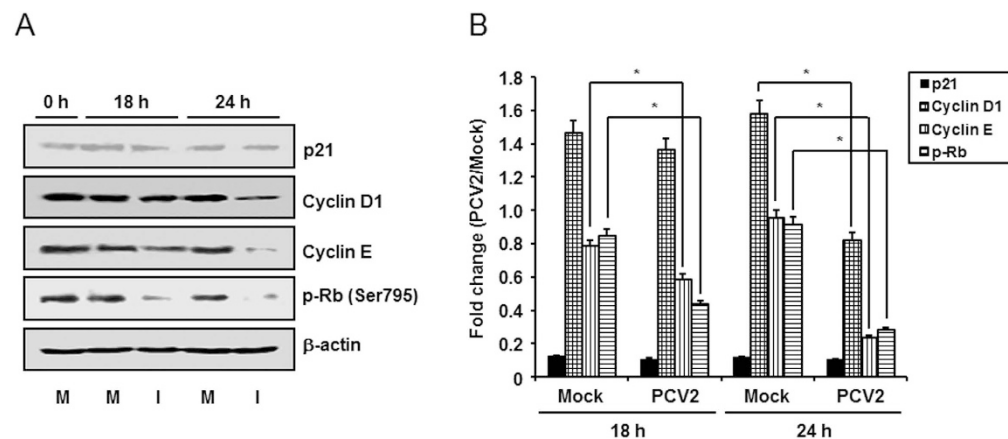 A
0 h 18 h 24 h
p21
Cyclin D1
Cyclin E
p-Rb (Ser795)
β-actin
M M I M I
B
Fold change (PCV2/Mock)
1.8
1.6
1.4
1.2
1.0
0.8
0.6
0.4
0.2
0
* * * * *
Mock PCV2 Mock PCV2
18 h 24 h
p21
Cyclin D1
Cyclin E
p-Rb